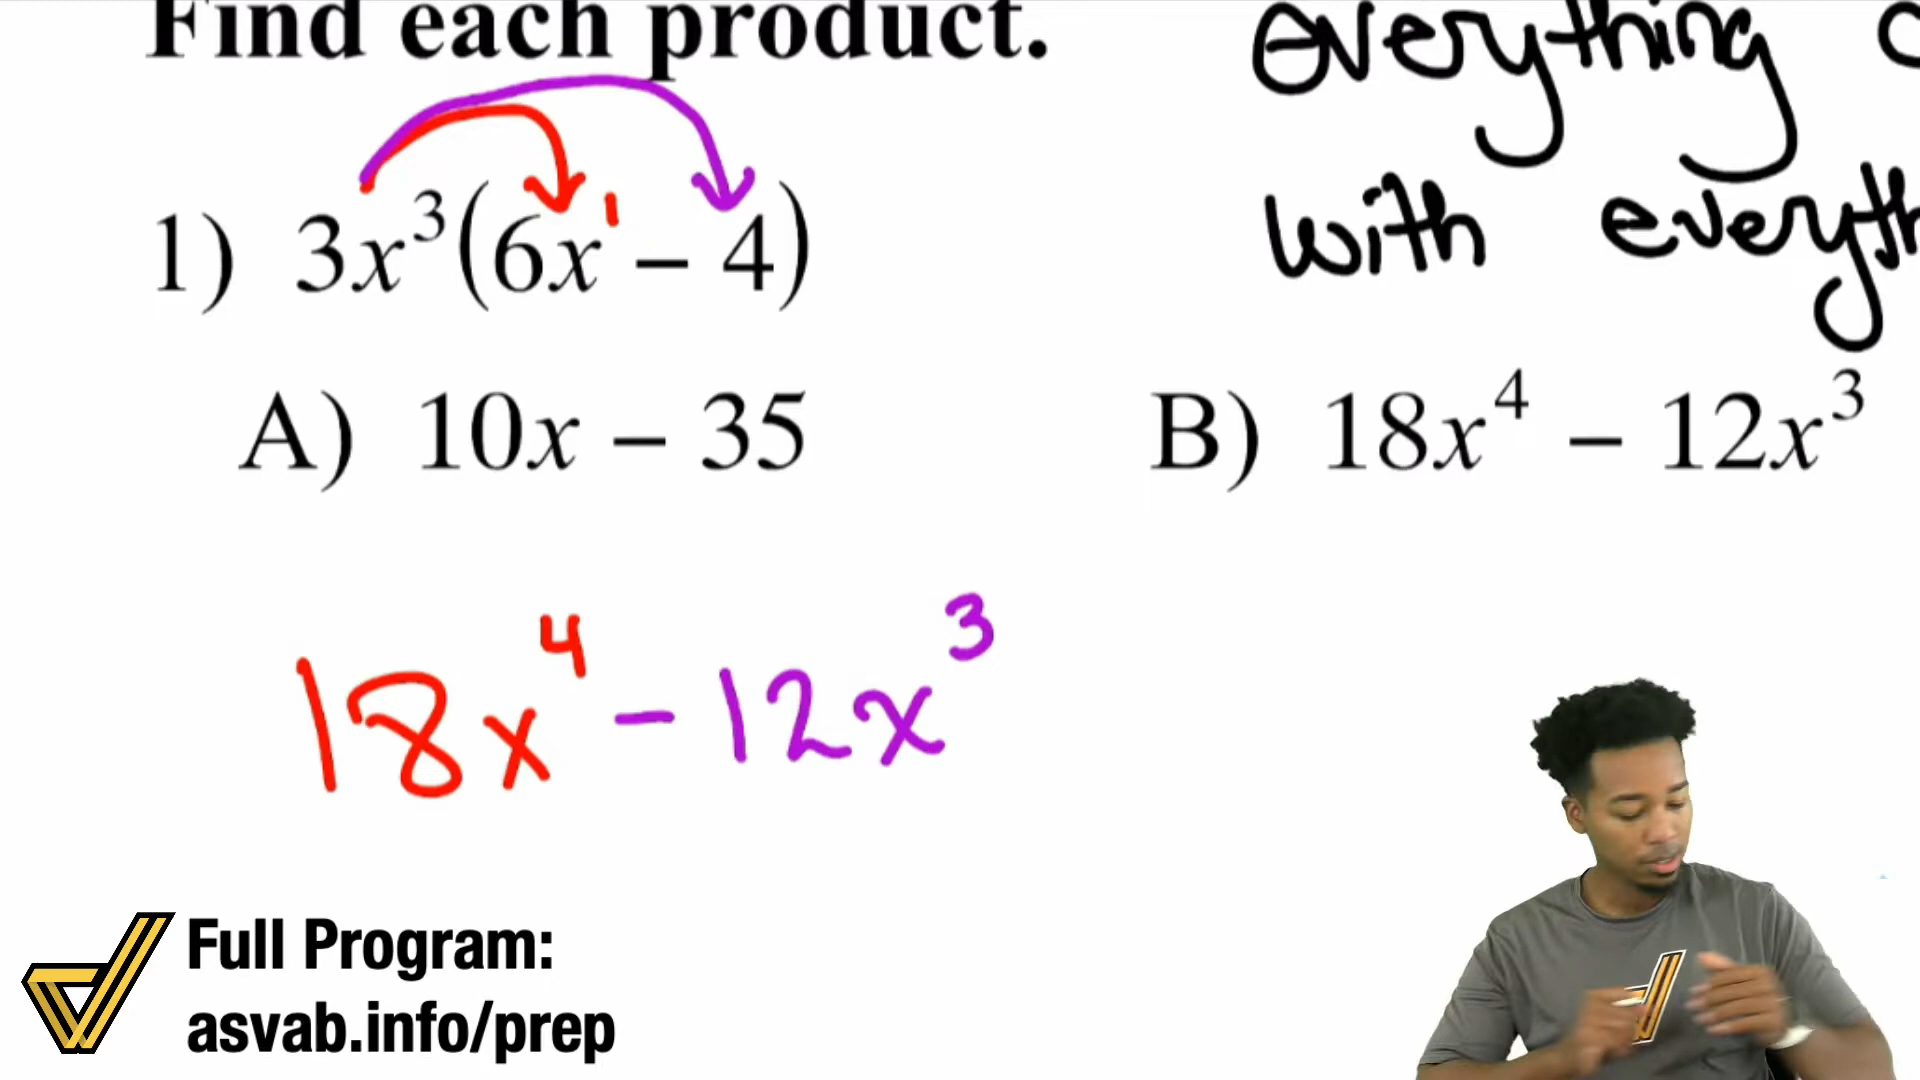 Find each product.
everything
with
1) 3x³(6x¹ – 4)
A) 10x – 35
B) 18x⁴ – 12x³
18x⁴ - 12x³
Full Program:
asvab.info/prep